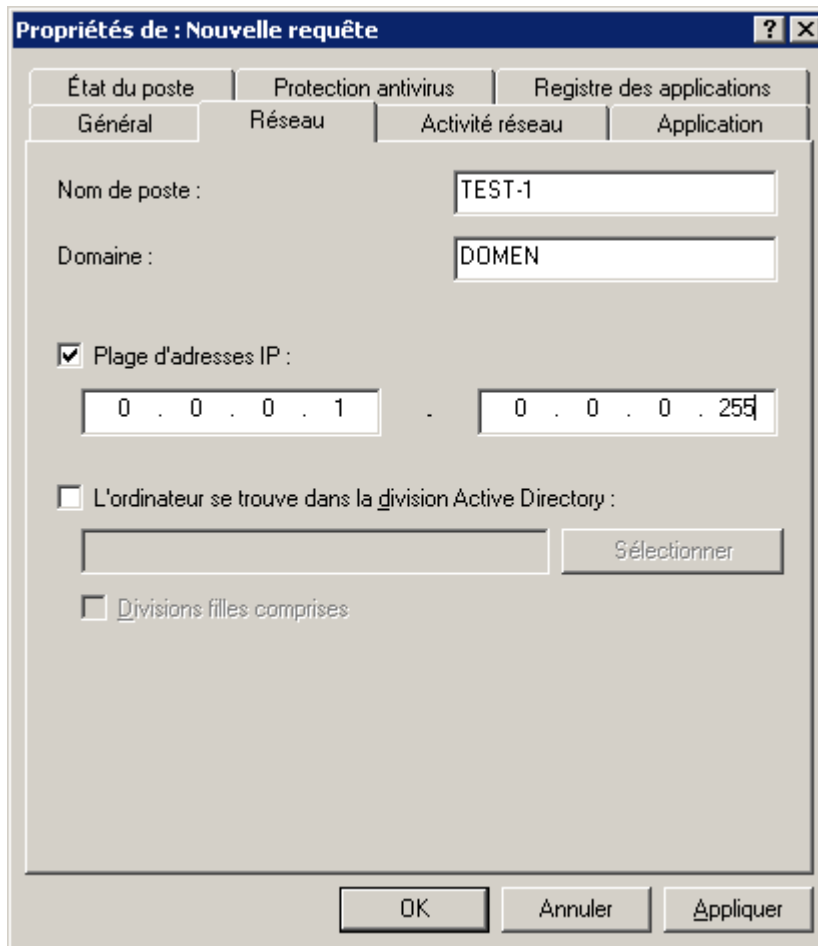 Propriétés de : Nouvelle requête
État du poste Protection antivirus Registre des applications
Général Réseau Activité réseau Application
Nom de poste : TEST-1
Domaine : DOMEN
Plage d'adresses IP :
0 . 0 . 0 . 1 . 0 . 0 . 0 . 255
L'ordinateur se trouve dans la division Active Directory :
Sélectionner
Divisions filles comprises
OK Annuler Appliquer